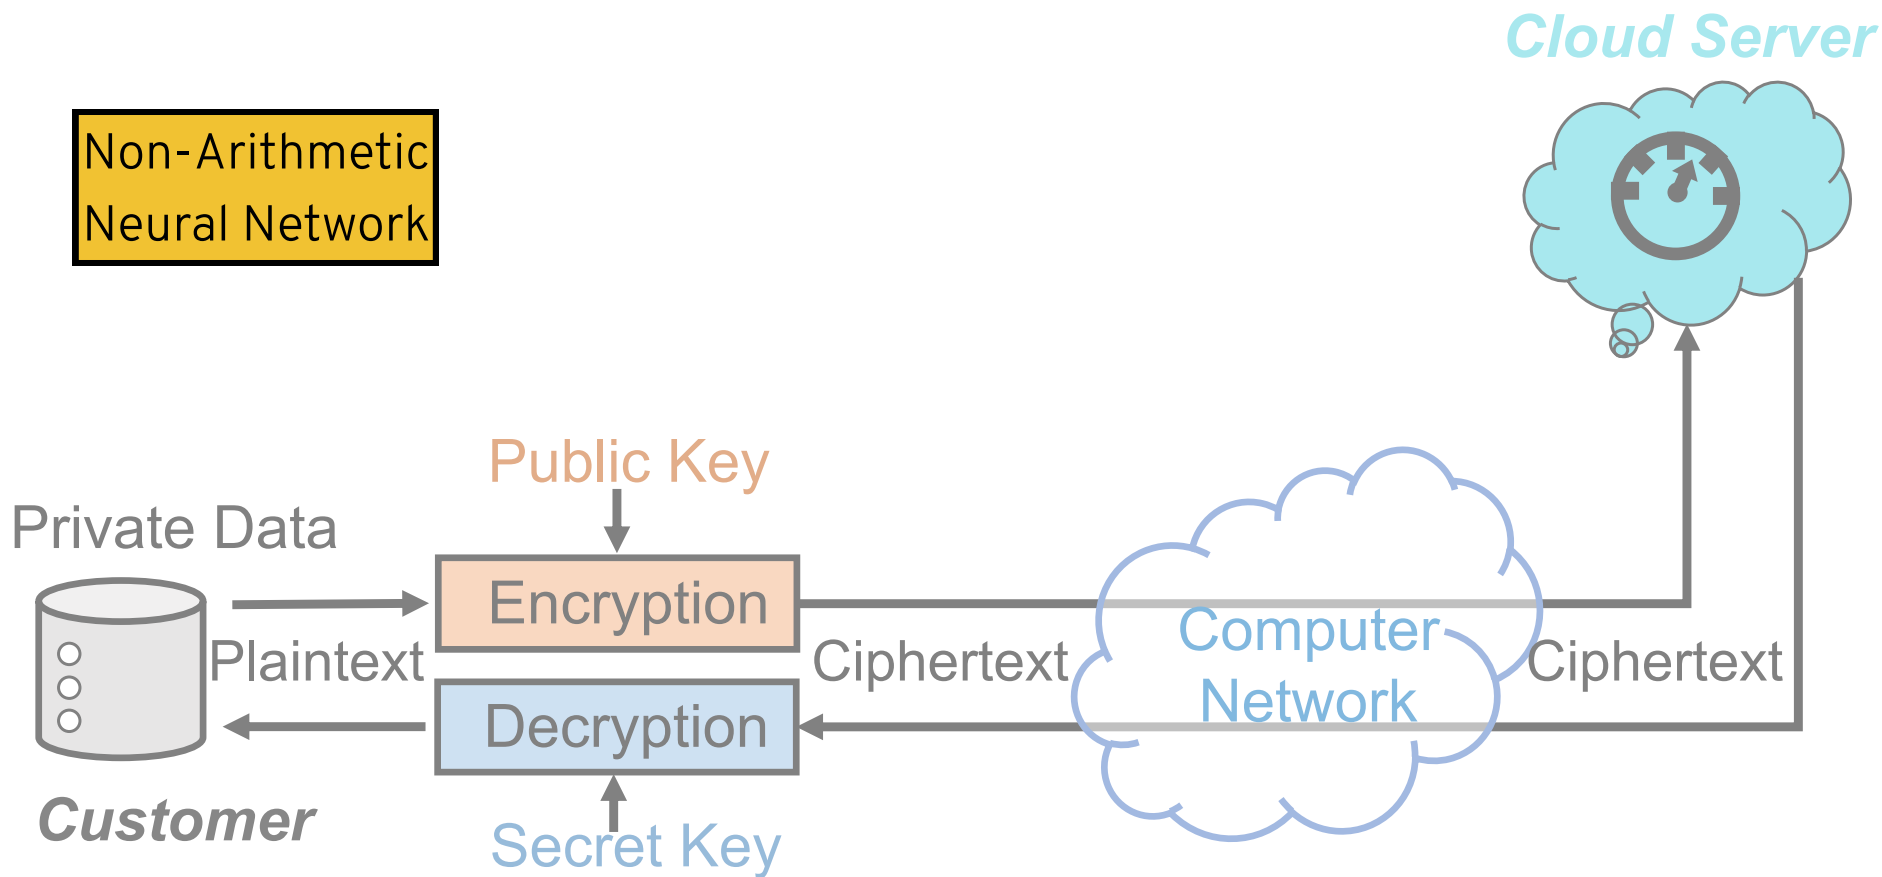 Cloud Server
Non-Arithmetic
Neural Network
Public Key
Private Data
Encryption
Computer
Plaintext
Ciphertext
Ciphertext
Network
Decryption
Customer
Secret Key